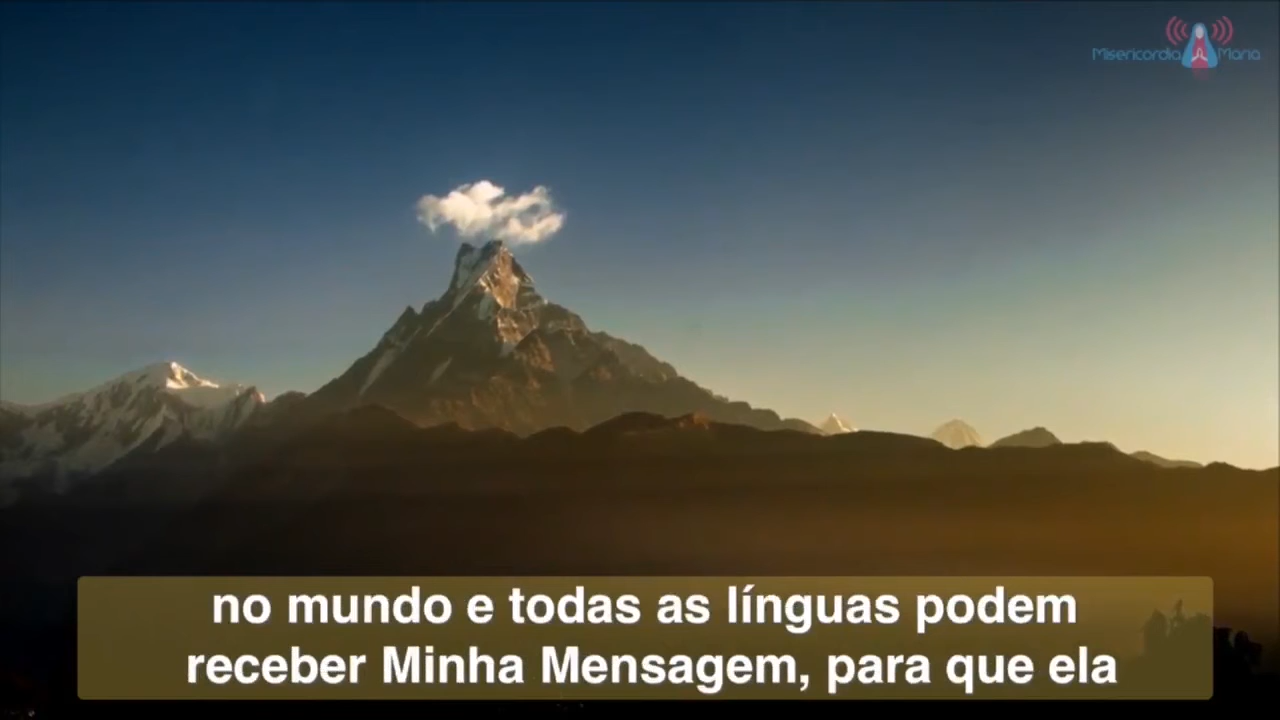 Misericordia Maria
no mundo e todas as línguas podem
receber Minha Mensagem, para que ela